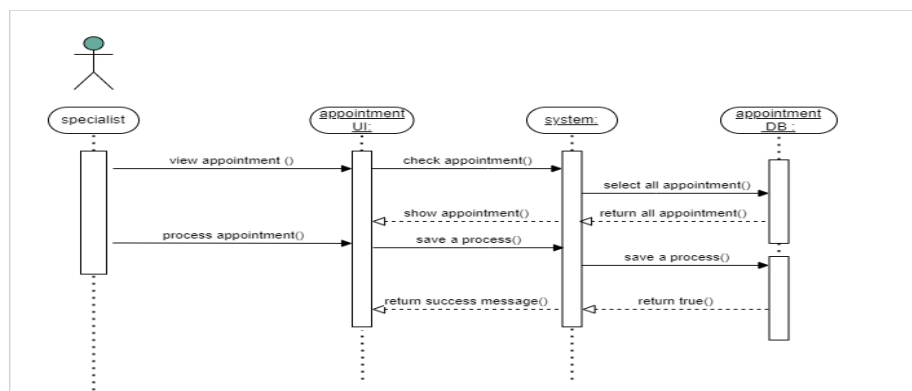 specialist
appointment
UI:
system:
appointment
DB :
view appointment ()
check appointment()
select all appointment()
show appointment()
return all appointment()
process appointment()
save a process()
save a process()
return success message()
return true()